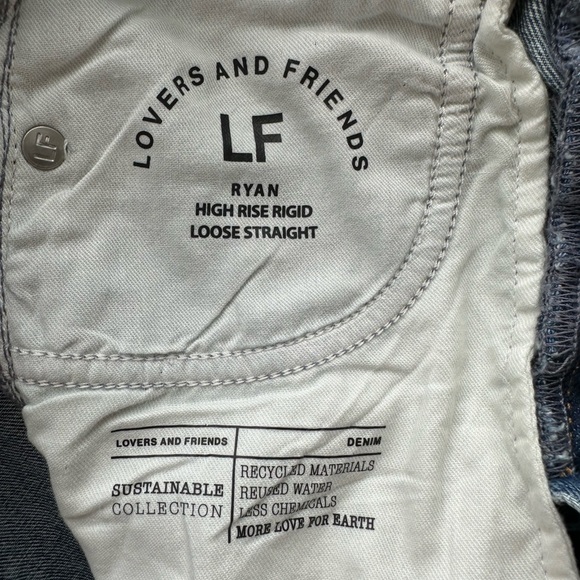 LOVERS AND FRIENDS
LF
LF
RYAN
HIGH RISE RIGID
LOOSE STRAIGHT
LOVERS AND FRIENDS
DENIM
SUSTAINABLE
COLLECTION
RECYCLED MATERIALS
REUSED WATER
LESS CHEMICALS
MORE LOVE FOR EARTH